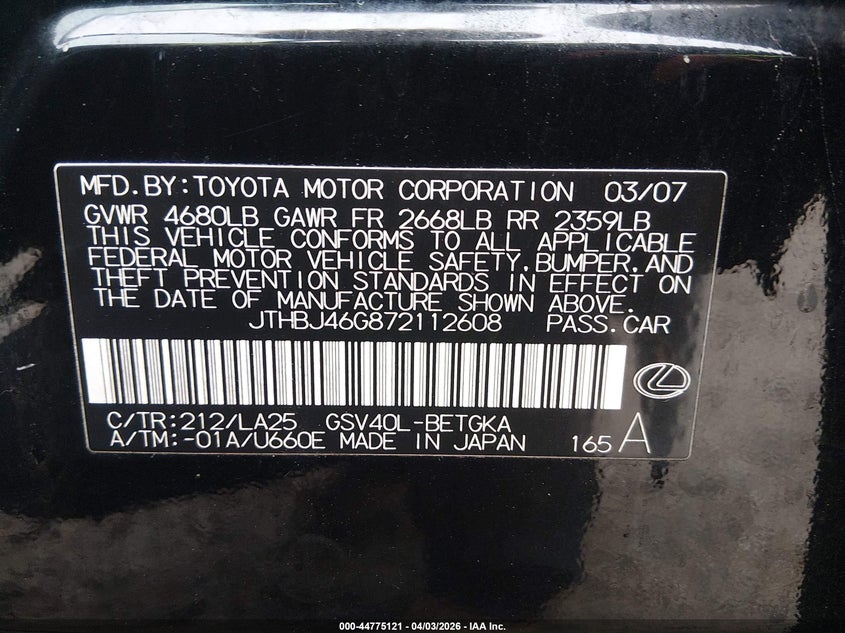 MFD.BY:TOYOTA MOTOR CORPORATION 03/07
GVWR 4680LB GAWR FR 2668LB RR 2359LB
THIS VEHICLE CONFORMS TO ALL APPLICABLE
FEDERAL MOTOR VEHICLE SAFETY,BUMPER,AND
THEFT PREVENTION STANDARDS IN EFFECT ON
THE DATE OF MANUFACTURE SHOWN ABOVE.
JTHBJ46G872112608 PASS.CAR
C/TR:212/LA25 GSV40L-BETGKA
A/TM:-01A/U660E MADE IN JAPAN 165 A
000-44775121 - 04/03/2026 - IAA Inc.